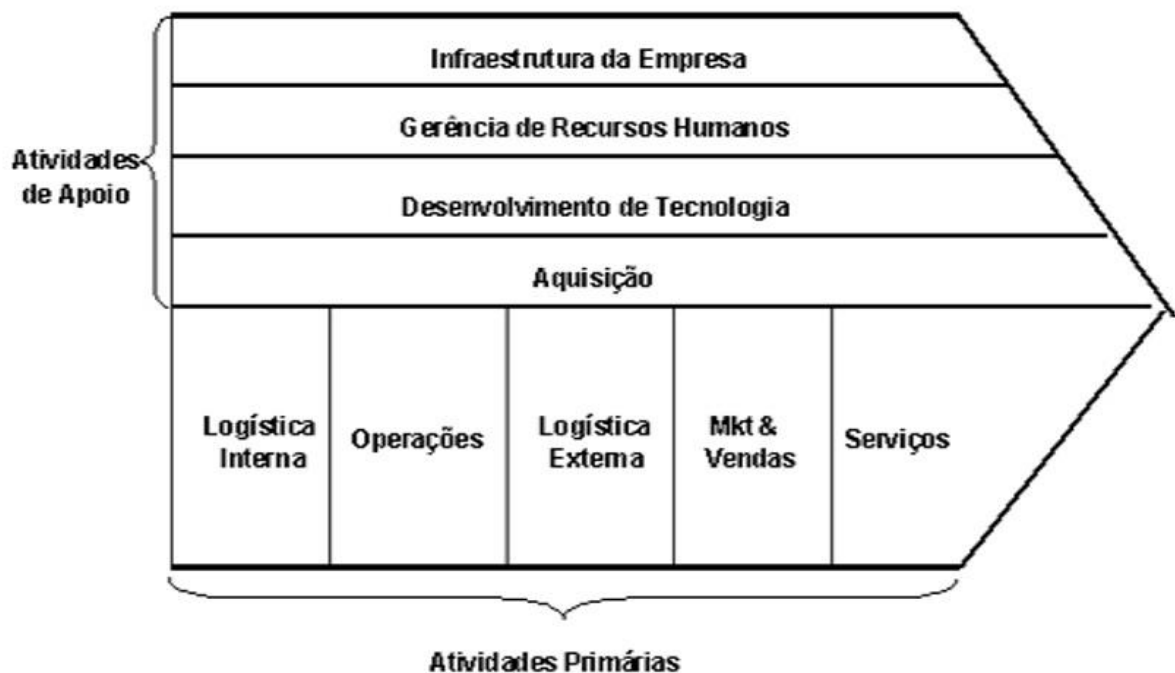 Infraestrutura da Empresa
Gerência de Recursos Humanos
Atividades
de Apoio
Desenvolvimento de Tecnologia
Aquisição
Logística
Interna
Operações
Logística
Externa
Mkt &
Vendas
Serviços
Atividades Primárias